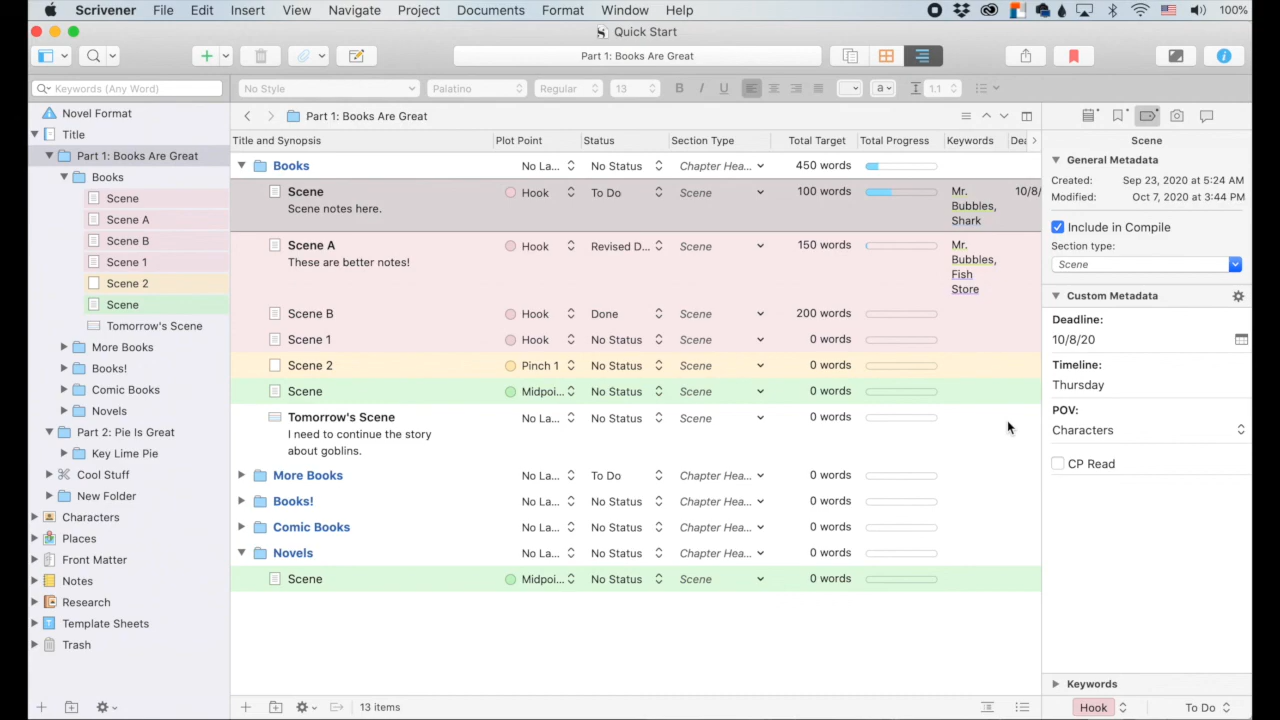 Scrivener File Edit Insert View Navigate Project Documents Format Window Help 100%
Quick Start
Part 1: Books Are Great
Keywords (Any Word) No Style Palatino Regular 13 B I U a 1.1
Novel Format
Title
Part 1: Books Are Great
Books
Scene
Scene A
Scene B
Scene 1
Scene 2
Scene
Tomorrow's Scene
More Books
Books!
Comic Books
Novels
Part 2: Pie Is Great
Key Lime Pie
Cool Stuff
New Folder
Characters
Places
Front Matter
Notes
Research
Template Sheets
Trash
Part 1: Books Are Great
Title and Synopsis Plot Point Status Section Type Total Target Total Progress Keywords Dea
Books No La... No Status Chapter Hea... 450 words
Scene Hook To Do Scene 100 words Mr. 10/8/
Scene notes here. Bubbles,
Shark
Scene A Hook Revised D... Scene 150 words Mr.
These are better notes! Bubbles,
Fish
Store
Scene B Hook Done Scene 200 words
Scene 1 Hook No Status Scene 0 words
Scene 2 Pinch 1 No Status Scene 0 words
Scene Midpoi... No Status Scene 0 words
Tomorrow's Scene No La... No Status Scene 0 words
I need to continue the story
about goblins.
More Books No La... To Do Chapter Hea... 0 words
Books! No La... No Status Chapter Hea... 0 words
Comic Books No La... No Status Chapter Hea... 0 words
Novels No La... No Status Chapter Hea... 0 words
Scene Midpoi... No Status Scene 0 words
13 items
Scene
General Metadata
Created: Sep 23, 2020 at 5:24 AM
Modified: Oct 7, 2020 at 3:44 PM
Include in Compile
Section type:
Scene
Custom Metadata
Deadline:
10/8/20
Timeline:
Thursday
POV:
Characters
CP Read
Keywords
Hook To Do